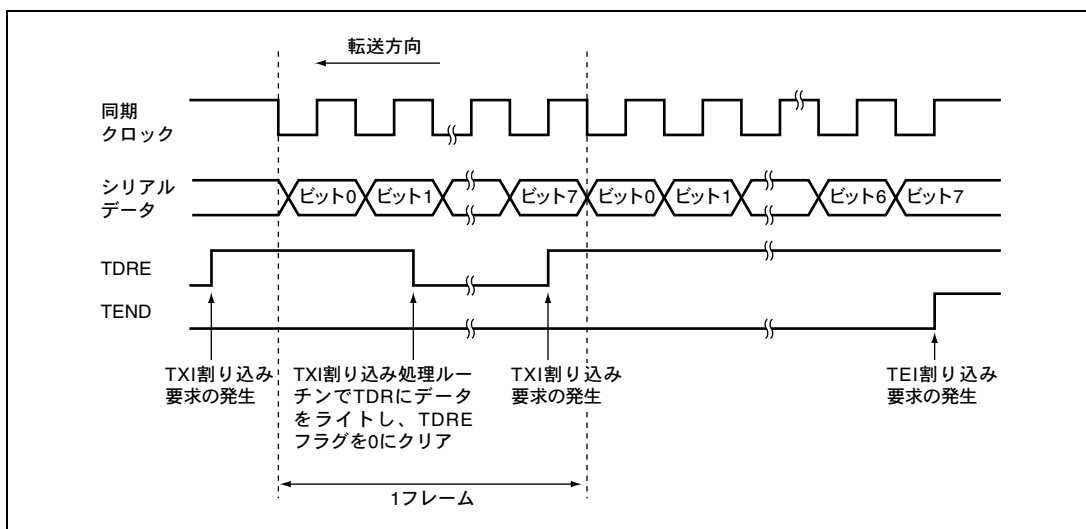 転送方向
同期
クロック
シリアル
データ
ビット0
ビット1
ビット7
ビット0
ビット1
ビット6
ビット7
TDRE
TEND
TXI割り込み
要求の発生
TXI割り込み処理ルー
チンでTDRにデータ
をライトし、TDRE
フラグを0にクリア
TXI割り込み
要求の発生
TEI割り込み
要求の発生
1フレーム